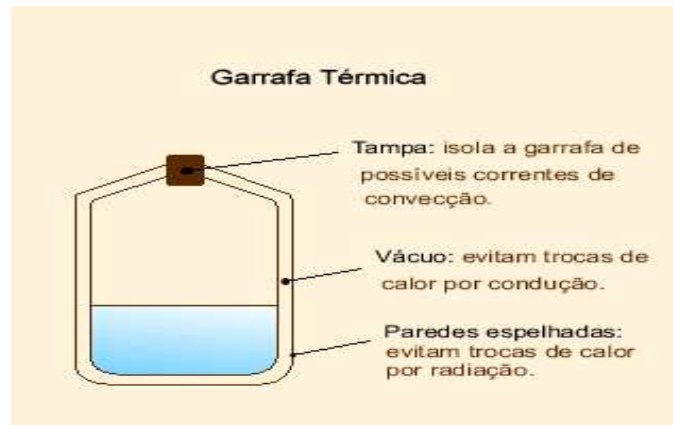 Garrafa Térmica
Tampa: isola a garrafa de
possíveis correntes de
convecção.
Vácuo: evitam trocas de
calor por condução.
Paredes espelhadas:
evitam trocas de calor
por radiação.